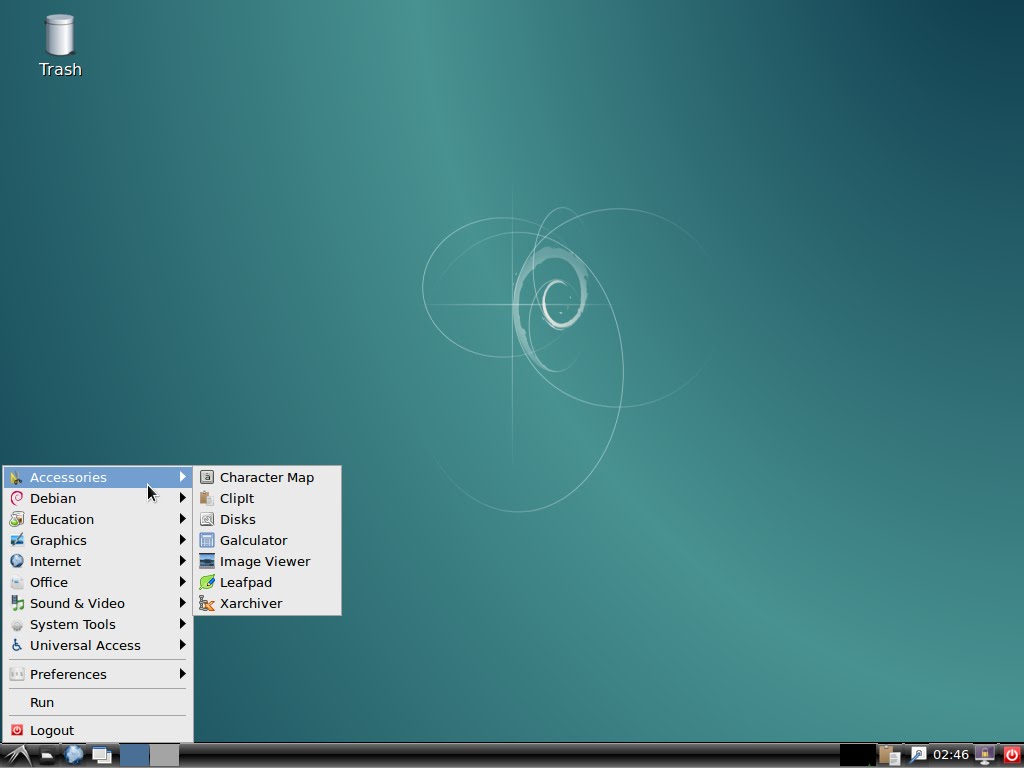 Trash
Accessories
Debian
Education
Graphics
Internet
Office
Sound & Video
System Tools
Universal Access
Preferences
Run
Logout
Character Map
ClipIt
Disks
Galculator
Image Viewer
Leafpad
Xarchiver
02:46